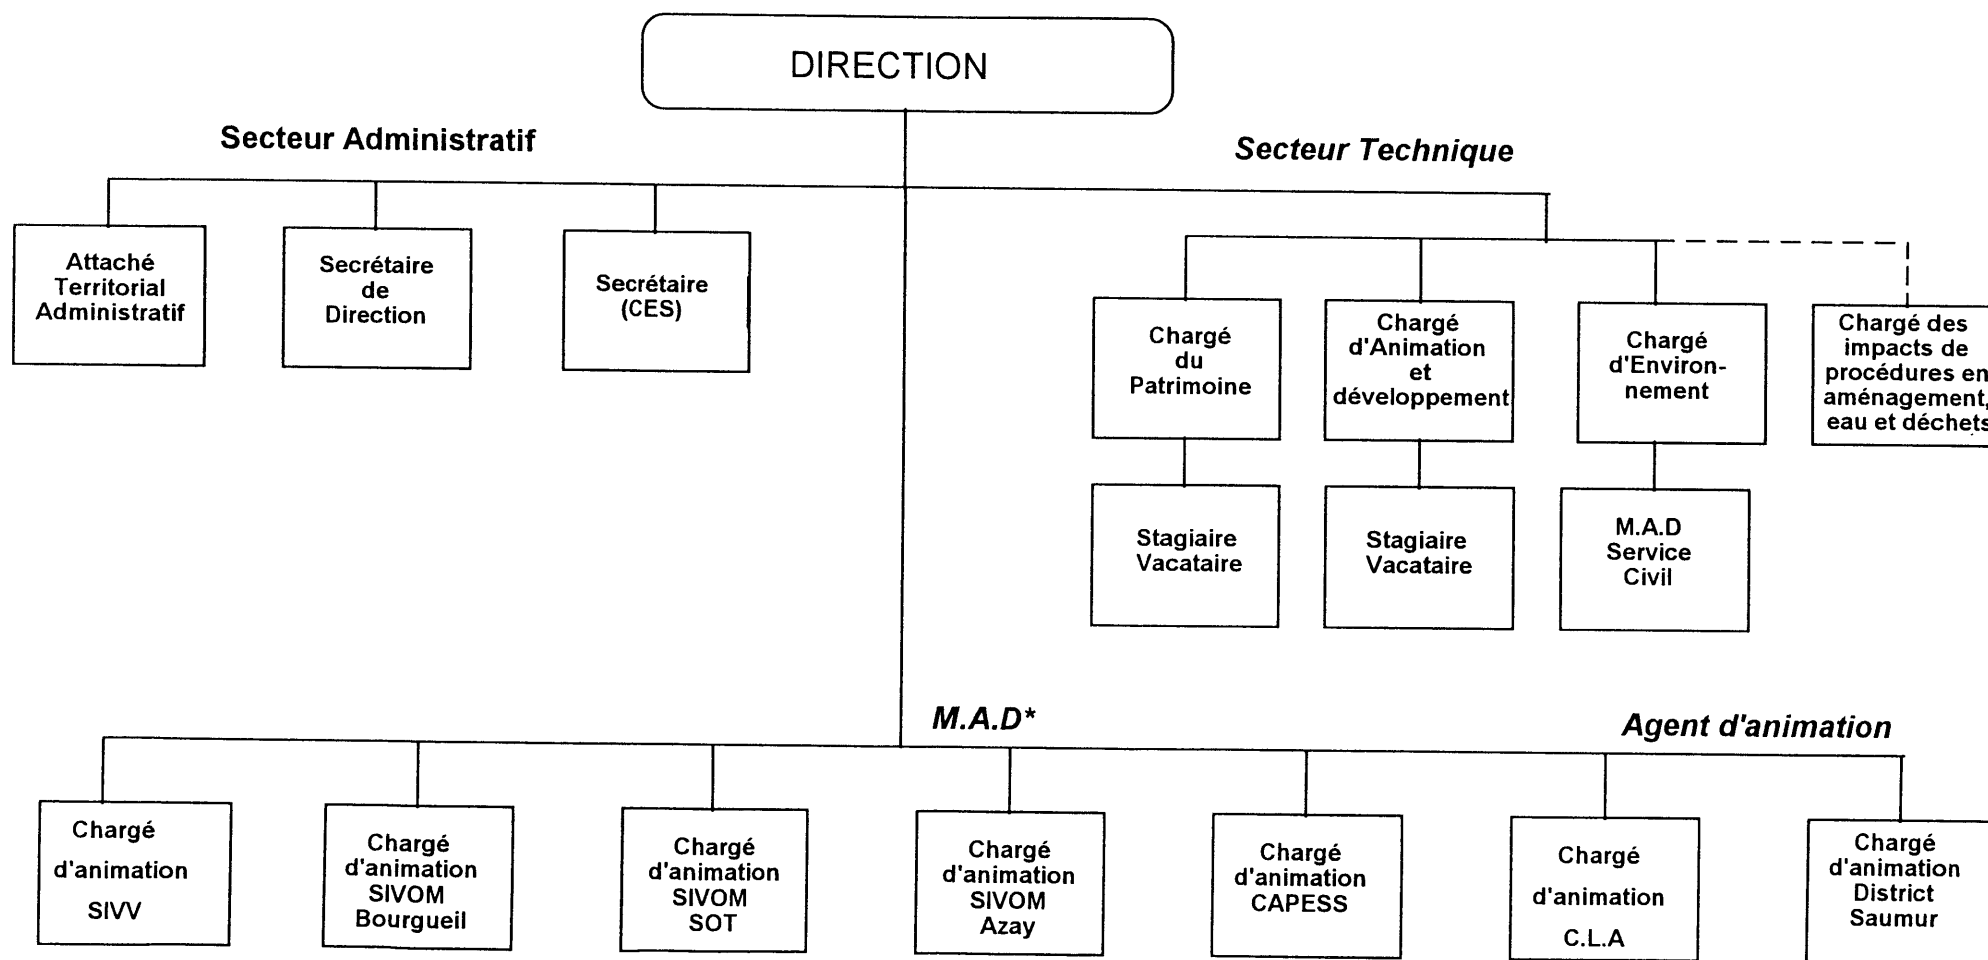 DIRECTION
Secteur Administratif
Secteur Technique
Attaché
Territorial
Administratif
Secrétaire
de
Direction
Secrétaire
(CES)
Chargé
du
Patrimoine
Chargé
d'Animation
et
développement
Chargé
d'Environ-
nement
Chargé des
impacts de
procédures en
aménagement,
eau et déchets
Stagiaire
Vacataire
Stagiaire
Vacataire
M.A.D
Service
Civil
M.A.D*
Agent d'animation
Chargé
d'animation
SIVV
Chargé
d'animation
SIVOM
Bourgueil
Chargé
d'animation
SIVOM
SOT
Chargé
d'animation
SIVOM
Azay
Chargé
d'animation
CAPESS
Chargé
d'animation
C.L.A
Chargé
d'animation
District
Saumur